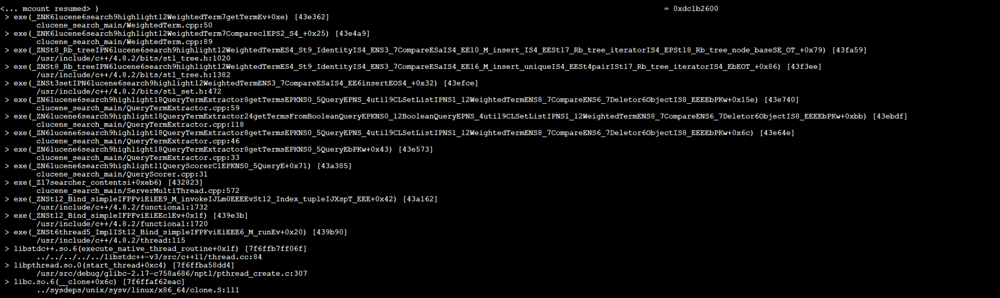 <... mcount resumed> ) = 0xdc1b2600
> exe(_ZNK6lucene6search9highlight12WeightedTerm7getTermEv+0xe) [43e362]
clucene_search_main/WeightedTerm.cpp:50
> exe(_ZNK6lucene6search9highlight12WeightedTerm7CompareclEPS2_S4_+0x25) [43e4a9]
clucene_search_main/WeightedTerm.cpp:89
> exe(_ZNSt8_Rb_treeIPN6lucene6search9highlight12WeightedTermES4_St9_IdentityIS4_ENS3_7CompareESaIS4_EE10_M_insert_IS4_EESt17_Rb_tree_iteratorIS4_EPSt18_Rb_tree_node_baseSE_OT_+0x79) [43fa59]
/usr/include/c++/4.8.2/bits/stl_tree.h:1020
> exe(_ZNSt8_Rb_treeIPN6lucene6search9highlight12WeightedTermES4_St9_IdentityIS4_ENS3_7CompareESaIS4_EE16_M_insert_uniqueIS4_EESt4pairISt17_Rb_tree_iteratorIS4_EbEOT_+0x86) [43f3ee]
/usr/include/c++/4.8.2/bits/stl_tree.h:1382
> exe(_ZNSt3setIPN6lucene6search9highlight12WeightedTermENS3_7CompareESaIS4_EE6insertEOS4_+0x32) [43efce]
/usr/include/c++/4.8.2/bits/stl_set.h:472
> exe(_ZN6lucene6search9highlight18QueryTermExtractor8getTermsEPKNS0_5QueryEPNS_4util9CLSetListIPNS1_12WeightedTermENS8_7CompareENS6_7Deletor6ObjectIS8_EEEEbPKw+0x15e) [43e740]
clucene_search_main/QueryTermExtractor.cpp:59
> exe(_ZN6lucene6search9highlight18QueryTermExtractor24getTermsFromBooleanQueryEPKNS0_12BooleanQueryEPNS_4util9CLSetListIPNS1_12WeightedTermENS8_7CompareENS6_7Deletor6ObjectIS8_EEEEbPKw+0xbb) [43ebdf]
clucene_search_main/QueryTermExtractor.cpp:118
> exe(_ZN6lucene6search9highlight18QueryTermExtractor8getTermsEPKNS0_5QueryEPNS_4util9CLSetListIPNS1_12WeightedTermENS8_7CompareENS6_7Deletor6ObjectIS8_EEEEbPKw+0x6c) [43e64e]
clucene_search_main/QueryTermExtractor.cpp:46
> exe(_ZN6lucene6search9highlight18QueryTermExtractor8getTermsEPKNS0_5QueryEbPKw+0x43) [43e573]
clucene_search_main/QueryTermExtractor.cpp:33
> exe(_ZN6lucene6search9highlight11QueryScorerC1EPKNS0_5QueryE+0x71) [43a385]
clucene_search_main/QueryScorer.cpp:31
> exe(_Z17searcher_contentsi+0xeb6) [432823]
clucene_search_main/ServerMultiThread.cpp:572
> exe(_ZNSt12_Bind_simpleIFPFviEiEE9_M_invokeIJLm0EEEEvSt12_Index_tupleIJXspT_EEE+0x42) [43a162]
/usr/include/c++/4.8.2/functional:1732
> exe(_ZNSt12_Bind_simpleIFPFviEiEEclEv+0x1f) [439e3b]
/usr/include/c++/4.8.2/functional:1720
> exe(_ZNSt6thread5_ImplISt12_Bind_simpleIFPFviEiEEE6_M_runEv+0x20) [439b90]
/usr/include/c++/4.8.2/thread:115
> libstdc++.so.6(execute_native_thread_routine+0x1f) [7f6ffb7ff06f]
../../../../../libstdc++-v3/src/c++11/thread.cc:84
> libpthread.so.0(start_thread+0xc4) [7f6ffba58dd4]
/usr/src/debug/glibc-2.17-c758a686/nptl/pthread_create.c:307
> libc.so.6(__clone+0x6c) [7f6ffaf62eac]
../sysdeps/unix/sysv/linux/x86_64/clone.S:111